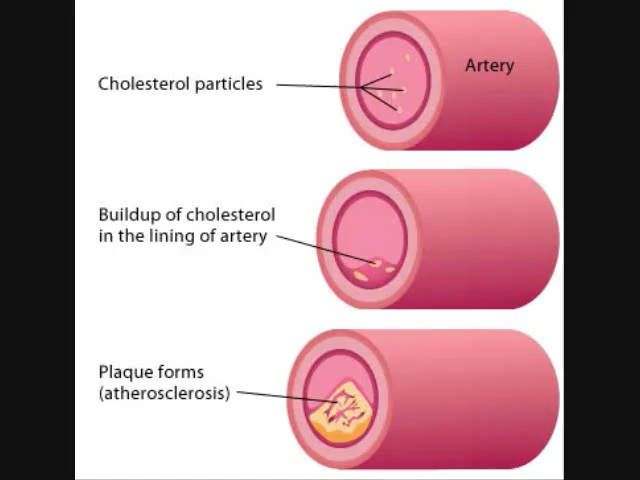 Artery
Cholesterol particles
Buildup of cholesterol
in the lining of artery
Plaque forms
(atherosclerosis)